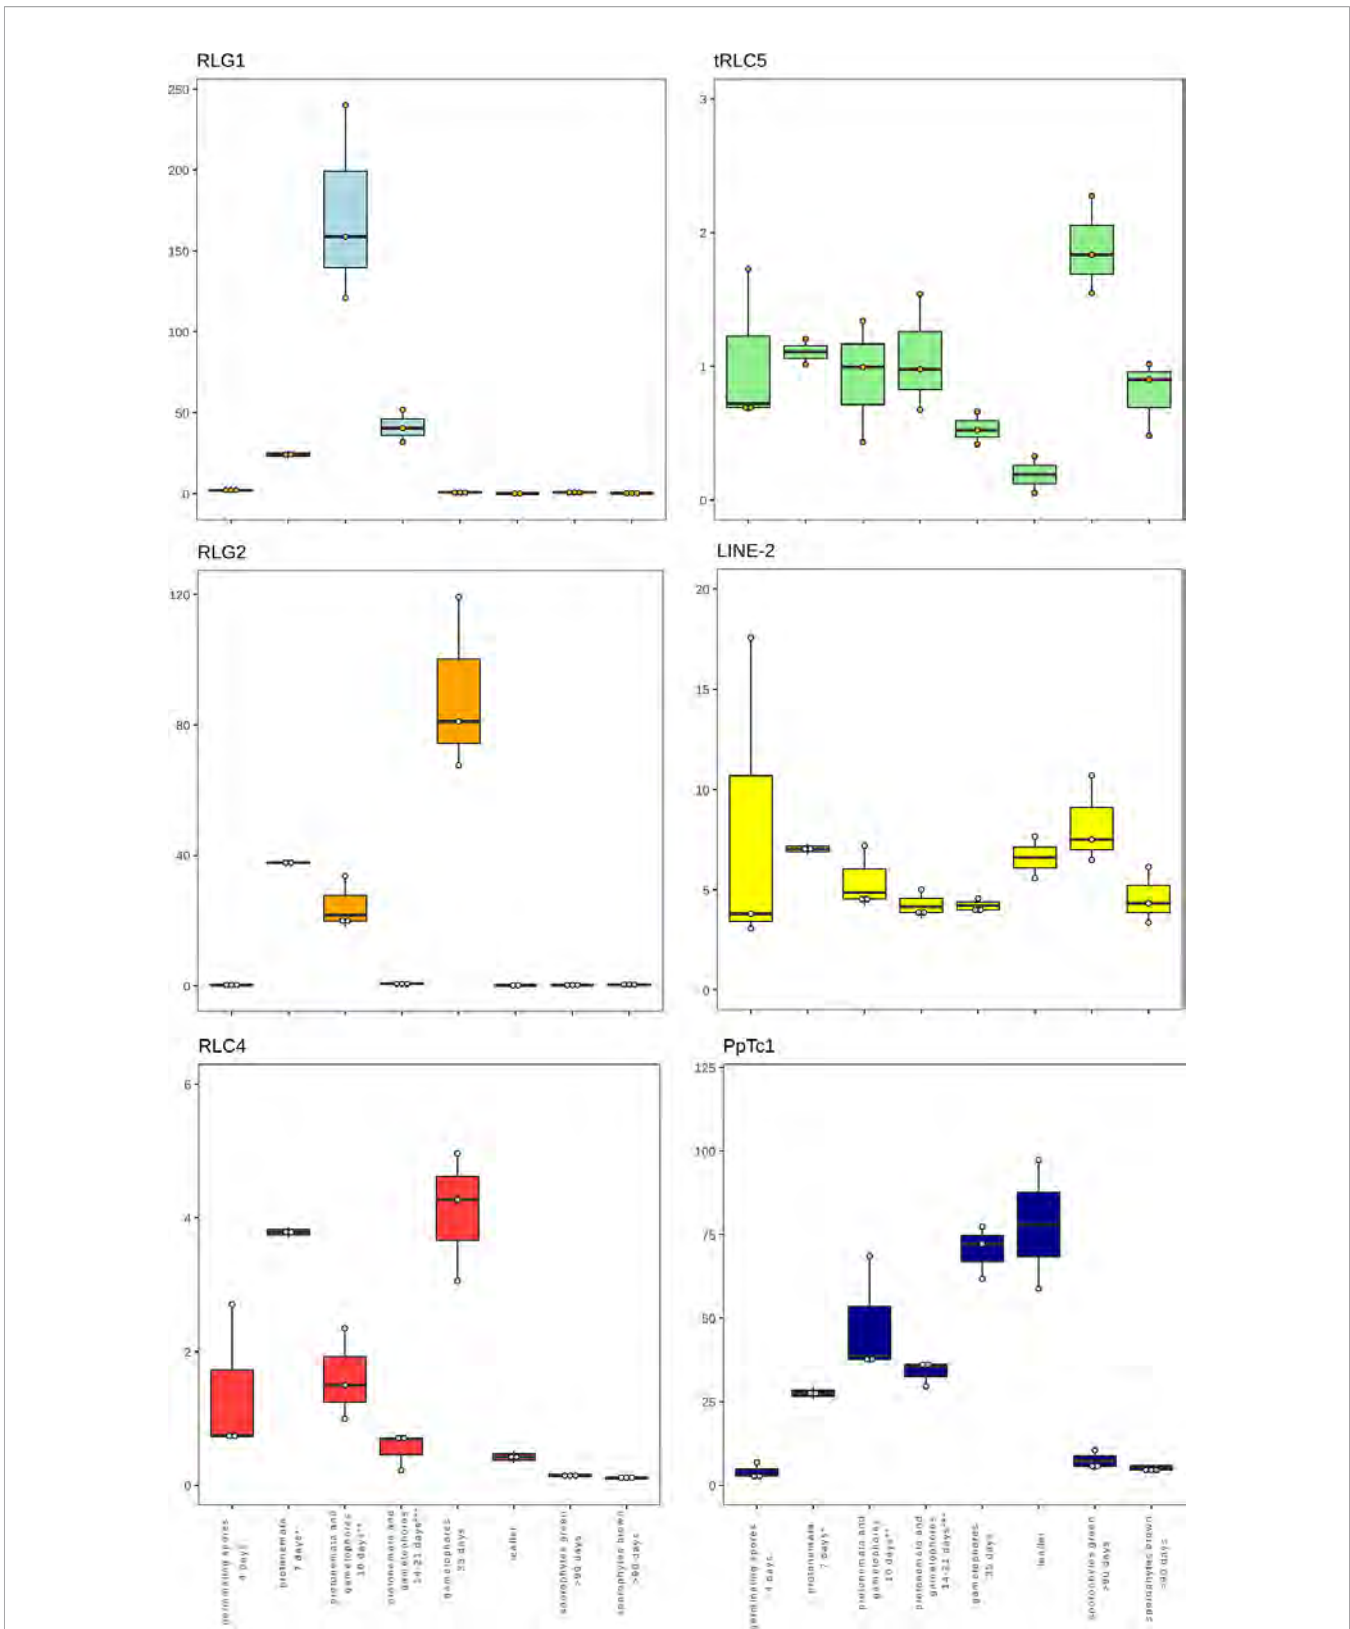 RLG1
250
200
150
100
50
0
tRLC5
3
2
1
0
RLG2
120
80
40
0
LINE-2
20
15
10
5
0
RLC4
6
4
2
0
PpTc1
125
100
75
50
25
0
germinating spores
4 days
protonemata
7 days*
protonemata and
gametophores
10 days**
protonemata and
gametophores
14-21 days***
gametophores
35 days
leaflet
sporophytes green
>90 days
sporophytes brown
>90 days
germinating spores
4 days
protonemata
7 days*
protonemata and
gametophores
10 days**
protonemata and
gametophores
14-21 days***
gametophores
35 days
leaflet
sporophytes green
>90 days
sporophytes brown
>90 days